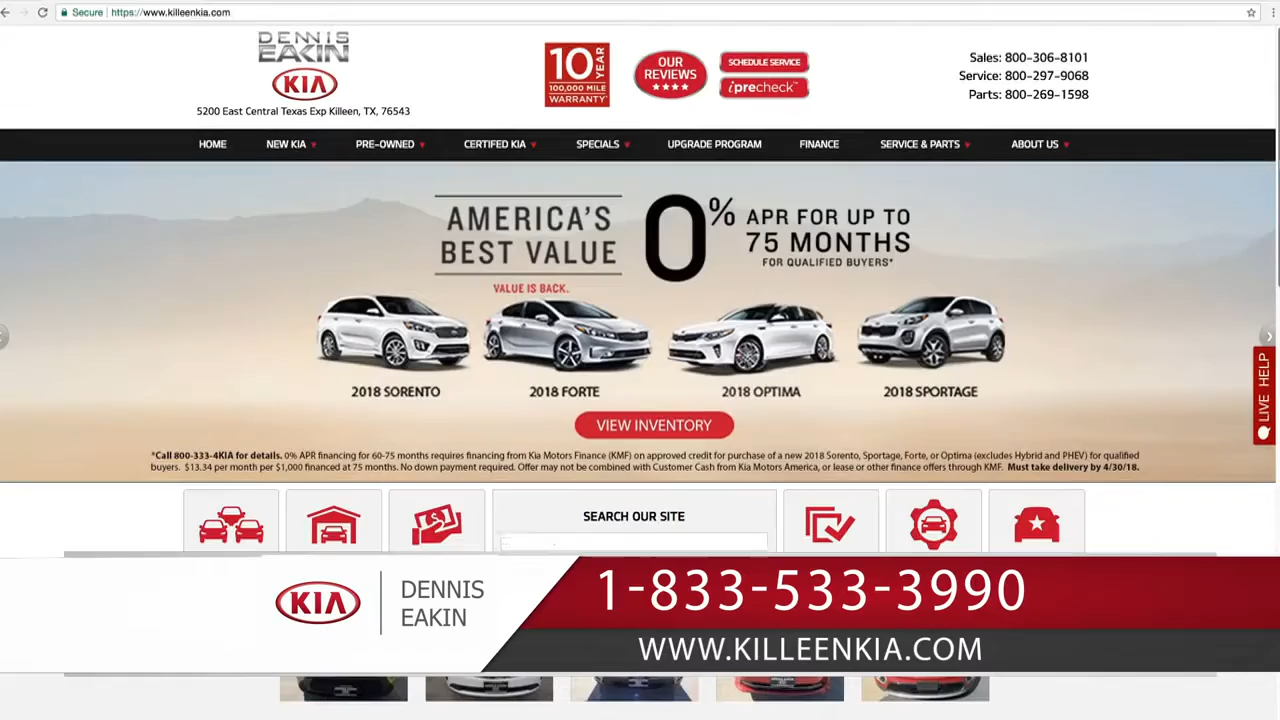 Secure | https://www.killeenkia.com
DENNIS
EAKIN
KIA
5200 East Central Texas Exp Killeen, TX, 76543
10 YEAR
100,000 MILE
WARRANTY*
OUR
REVIEWS
SCHEDULE SERVICE
iprecheck™
Sales: 800-306-8101
Service: 800-297-9068
Parts: 800-269-1598
HOME NEW KIA PRE-OWNED CERTIFED KIA SPECIALS UPGRADE PROGRAM FINANCE SERVICE & PARTS ABOUT US
AMERICA'S
BEST VALUE
VALUE IS BACK.
0% APR FOR UP TO
75 MONTHS
FOR QUALIFIED BUYERS*
2018 SORENTO 2018 FORTE 2018 OPTIMA 2018 SPORTAGE
VIEW INVENTORY
LIVE HELP
*Call 800-333-4KIA for details. 0% APR financing for 60-75 months requires financing from Kia Motors Finance (KMF) on approved credit for purchase of a new 2018 Sorento, Sportage, Forte, or Optima (excludes Hybrid and PHEV) for qualified
buyers. $13.34 per month per $1,000 financed at 75 months. No down payment required. Offer may not be combined with Customer Cash from Kia Motors America, or lease or other finance offers through KMF. Must take delivery by 4/30/18.
SEARCH OUR SITE
KIA
DENNIS
EAKIN
1-833-533-3990
WWW.KILLEENKIA.COM